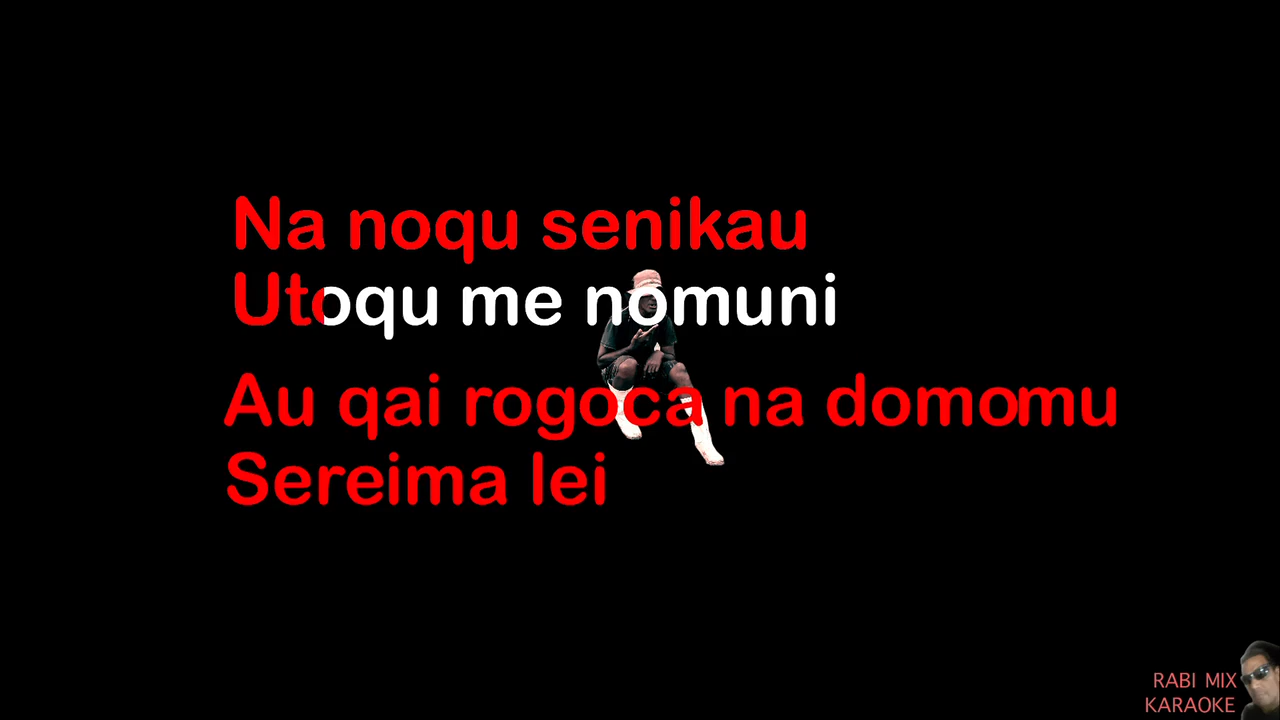 Na noqu senikau
Utoqu me nomuni
Au qai rogoca na domomu
Sereima lei
RABI MIX
KARAOKE